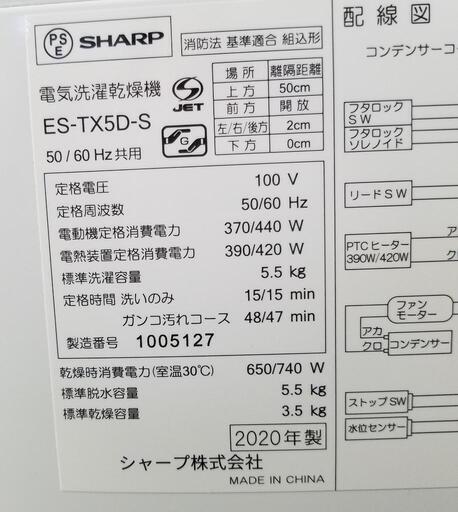 PS
E
SHARP
消防法 基準適合 組込形
電気洗濯乾燥機
JET
ES-TX5D-S
50/60 Hz共用
G
場所 離隔距離
上方 50cm
前方 開放
左/右/後方 2cm
下方 0cm
定格電圧 100 V
定格周波数 50/60 Hz
電動機定格消費電力 370/440 W
電熱装置定格消費電力 390/420 W
標準洗濯容量 5.5 kg
定格時間 洗いのみ 15/15 min
ガンコ汚れコース 48/47 min
製造番号 1005127
乾燥時消費電力(室温30℃) 650/740 W
標準脱水容量 5.5 kg
標準乾燥容量 3.5 kg
2020年製
シャープ株式会社
MADE IN CHINA
配線図
コンデンサーコ
フタロック
SW
フタロック
ソレノイド
リードSW
PTCヒーター
390W/420W
ア
ク
ファン
モーター
アカ
クロ
コンデンサー
ストップSW
水位センサー